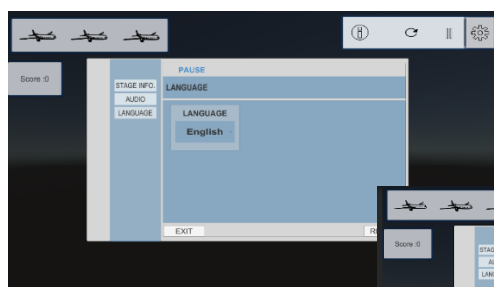 Score :0
PAUSE
STAGE INFO.
LANGUAGE
AUDIO
LANGUAGE
LANGUAGE
English
EXIT
Score :0